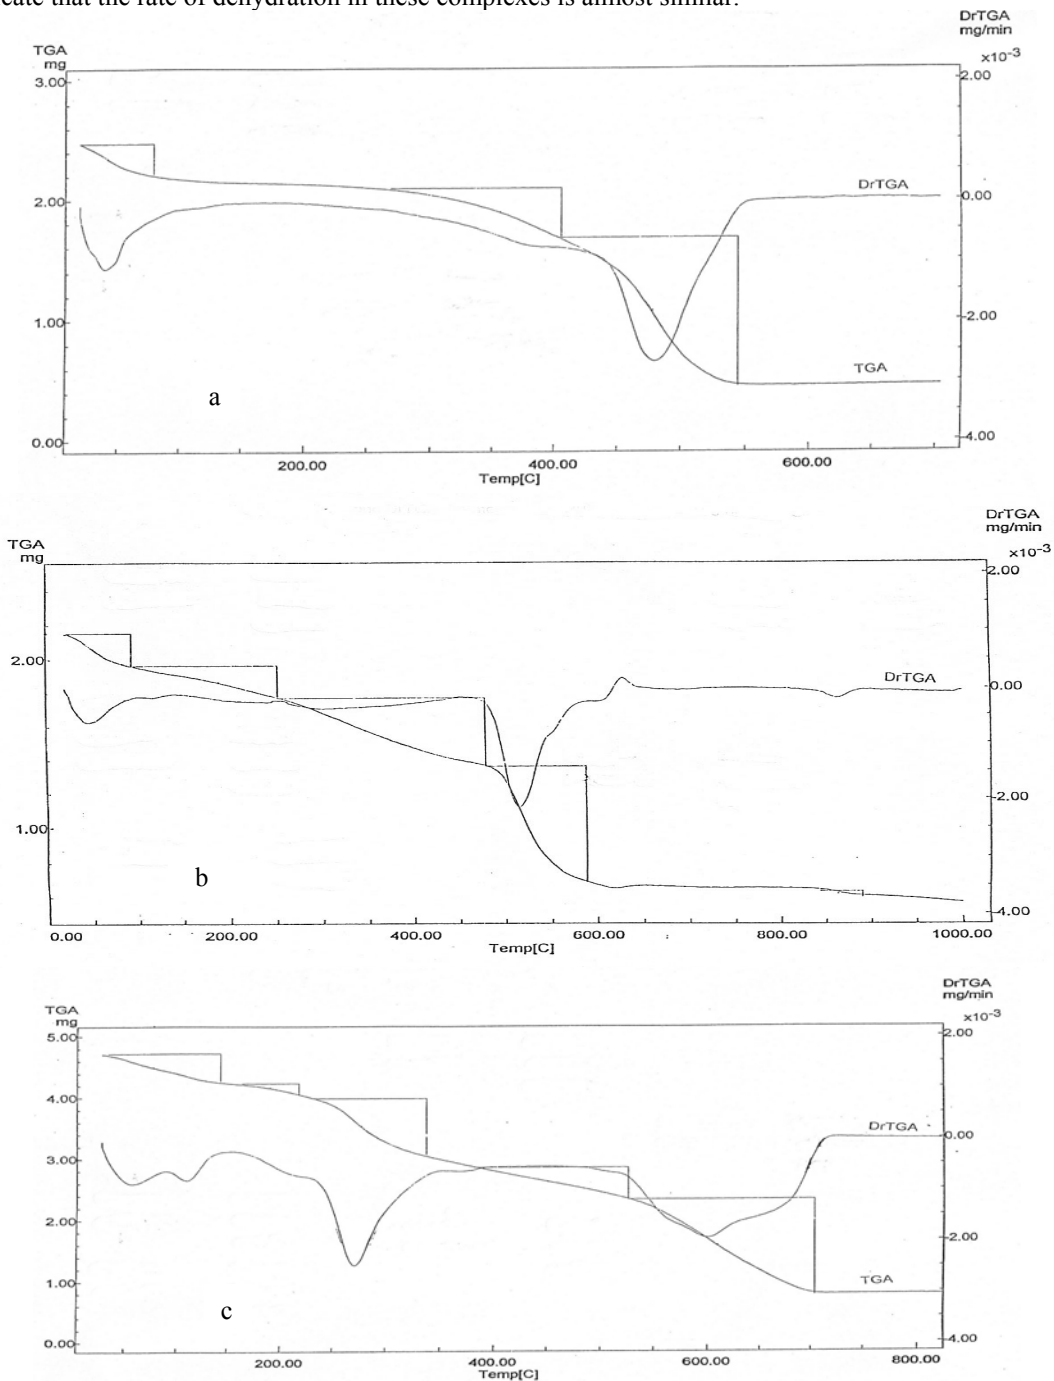 cate that the rate of dehydration in these complexes is almost similar.
DrTGA
mg/min
TGA
mg
x10-3
3.00
2.00
DrTGA
2.00
0.00
1.00
-2.00
TGA
a
0.00
-4.00
200.00 400.00 600.00
Temp[C]
DrTGA
mg/min
TGA
mg
x10-3
2.00
2.00
DrTGA
0.00
-2.00
1.00
b
-4.00
0.00 200.00 400.00 600.00 800.00 1000.00
Temp[C]
DrTGA
mg/min
TGA
mg
x10-3
5.00
2.00
4.00
DrTGA
0.00
3.00
2.00
-2.00
1.00
TGA
c
0.00
-4.00
200.00 400.00 600.00 800.00
Temp[C]